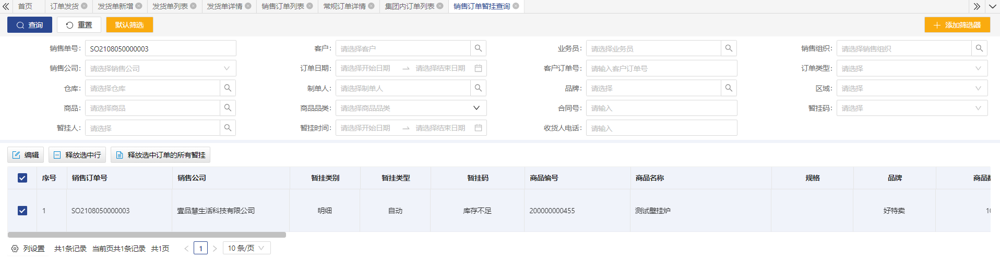 首页 订单发货 发货单新增 发货单列表 发货单详情 销售订单列表 常规订单详情 集团内订单列表 销售订单暂挂查询
查询 重置 默认筛选 添加筛选器
销售单号: SO2108050000003 客户: 请选择客户 业务员: 请选择业务员 销售组织: 请选择销售组织
销售公司: 请选择销售公司 订单日期: 请选择开始日期 请选择结束日期 客户订单号: 请输入客户订单号 订单类型: 请选择
仓库: 请选择仓库 制单人: 请选择制单人 品牌: 请选择 区域: 请选择
商品: 请选择商品 商品品类: 请选择商品品类 合同号: 请输入 暂挂码: 请选择
暂挂人: 请选择 暂挂时间: 请选择开始日期 请选择结束日期 收货人电话: 请输入
编辑 释放选中行 释放选中订单的所有暂挂
序号 销售订单号 销售公司 暂挂类别 暂挂类型 暂挂码 商品编号 商品名称 规格 品牌 商品
1 SO2108050000003 壹品慧生活科技有限公司 明细 自动 库存不足 200000000455 测试壁挂炉 好特卖
列设置 共1条记录 当前页共1条记录 共1页 1 10 条/页